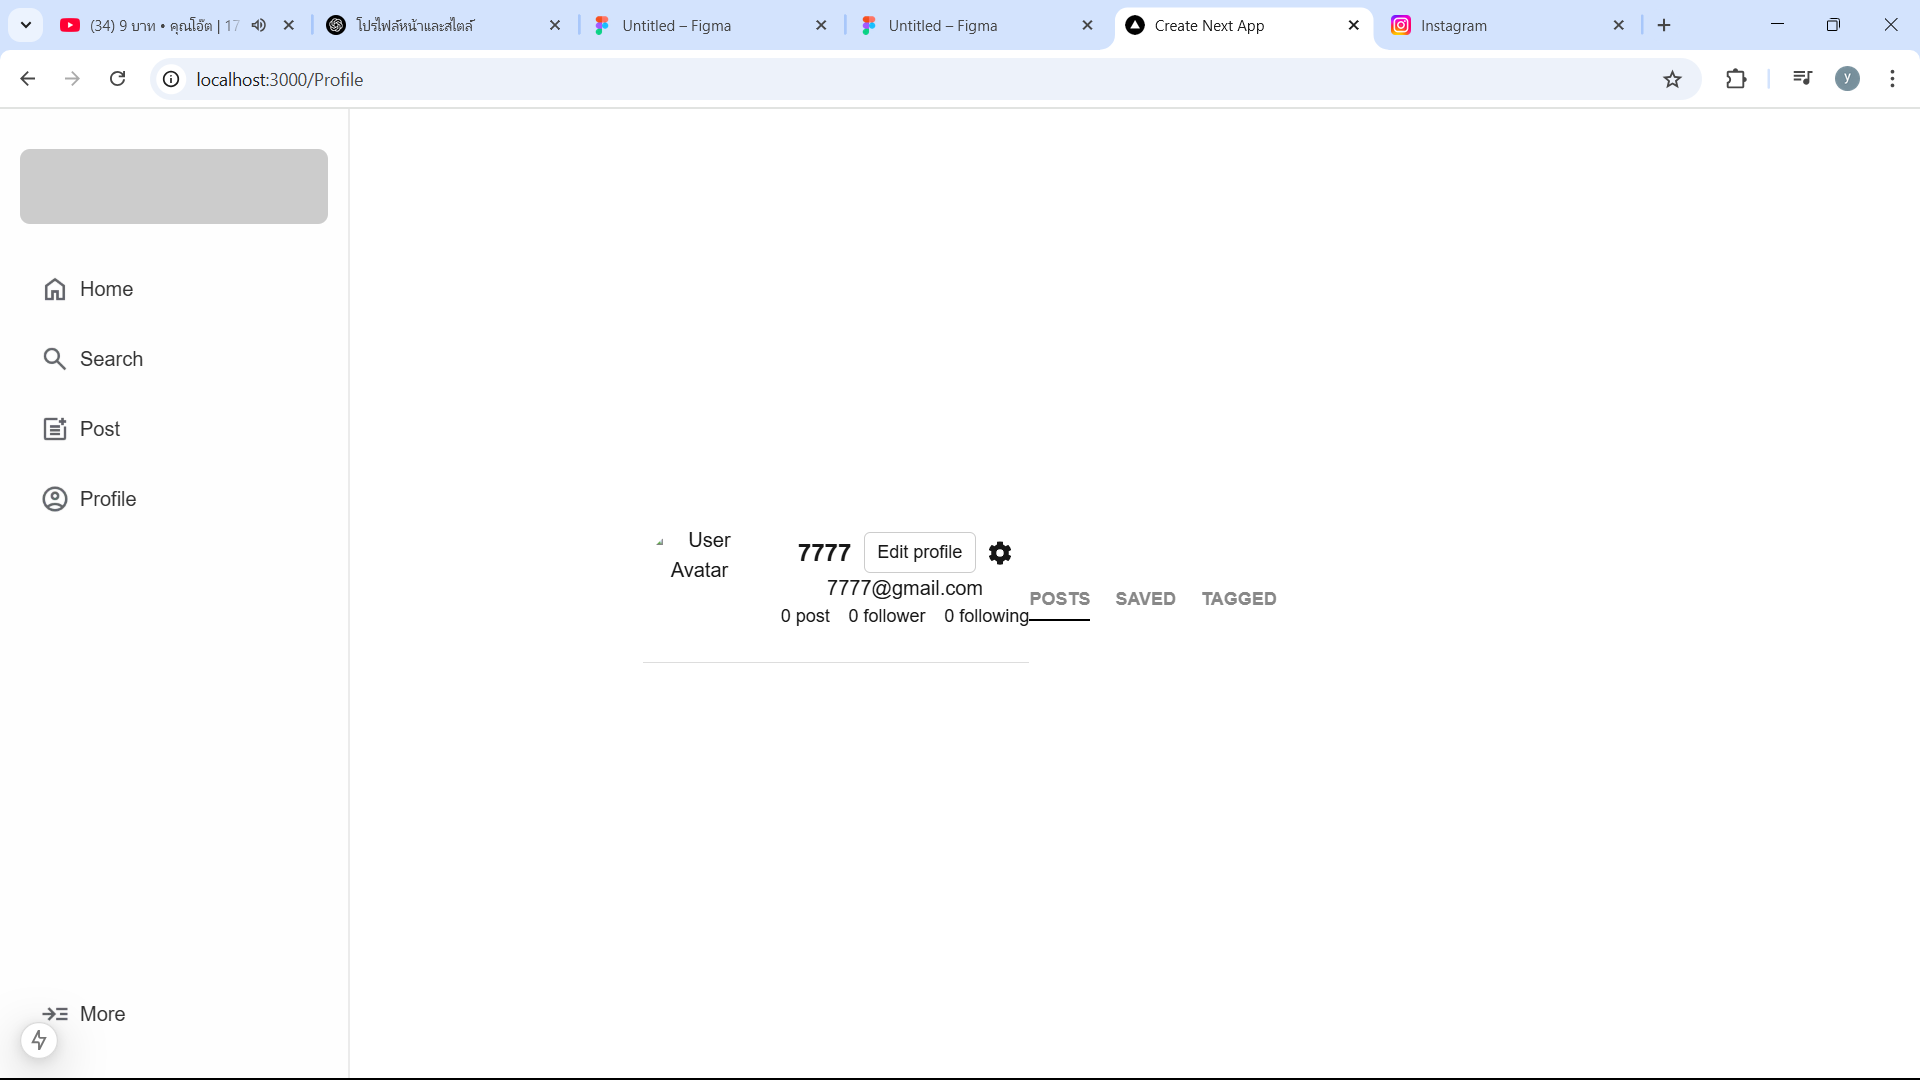 (34) 9 บาท • คุณโอ๊ต | 17
โปรไฟล์หน้าและสไตล์
Untitled – Figma
Untitled – Figma
Create Next App
Instagram
localhost:3000/Profile
y
Home
Search
Post
Profile
More
User
Avatar
7777
Edit profile
7777@gmail.com
0 post 0 follower 0 following
POSTS SAVED TAGGED